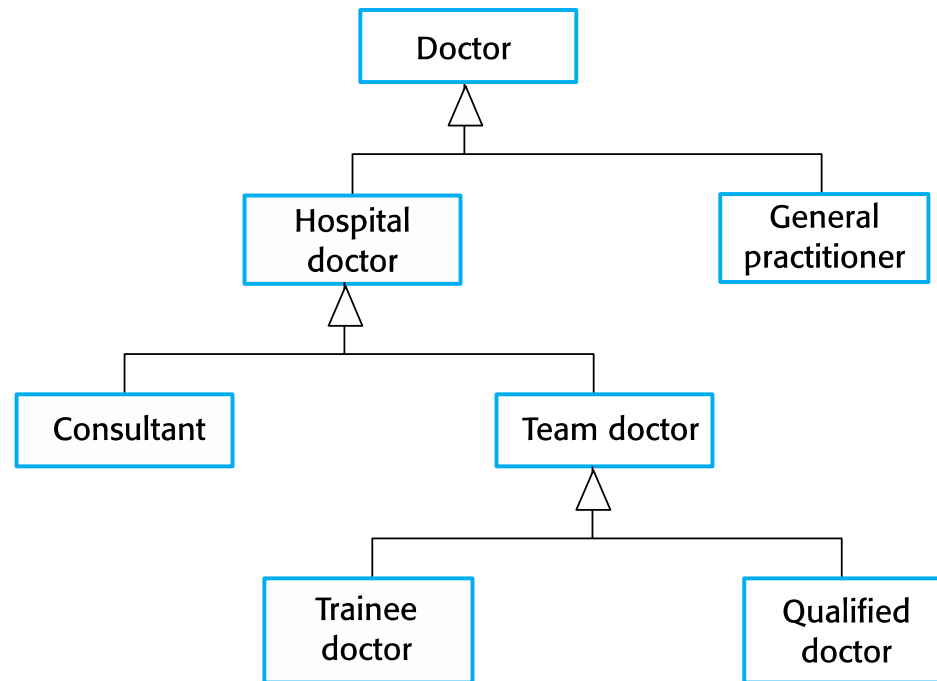 Doctor
Hospital
doctor
General
practitioner
Consultant
Team doctor
Trainee
doctor
Qualified
doctor